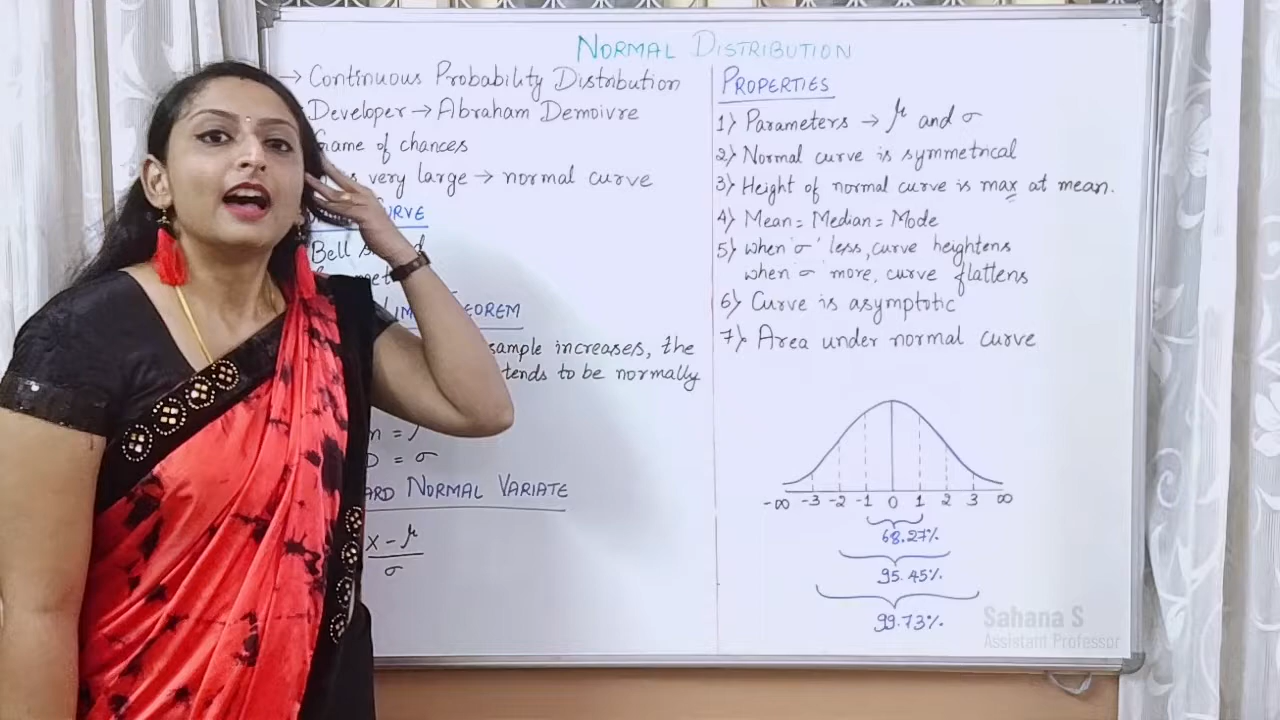 NORMAL DISTRIBUTION
→ Continuous Probability Distribution
Developer → Abraham Demoivre
Game of chances
very large → normal curve
CURVE
Bell
EOREM
sample increases, the
tends to be normally
= μ
= σ
NORMAL VARIATE
X - μ
σ
PROPERTIES
1) Parameters → μ and σ
2) Normal curve is symmetrical
3) Height of normal curve is max at mean.
4) Mean = Median = Mode
5) when 'σ' less, curve heightens
when 'σ' more, curve flattens
6) Curve is asymptotic
7) Area under normal curve
-∞ -3 -2 -1 0 1 2 3 ∞
68.27%
95.45%
99.73%
Sahana S
Assistant Professor